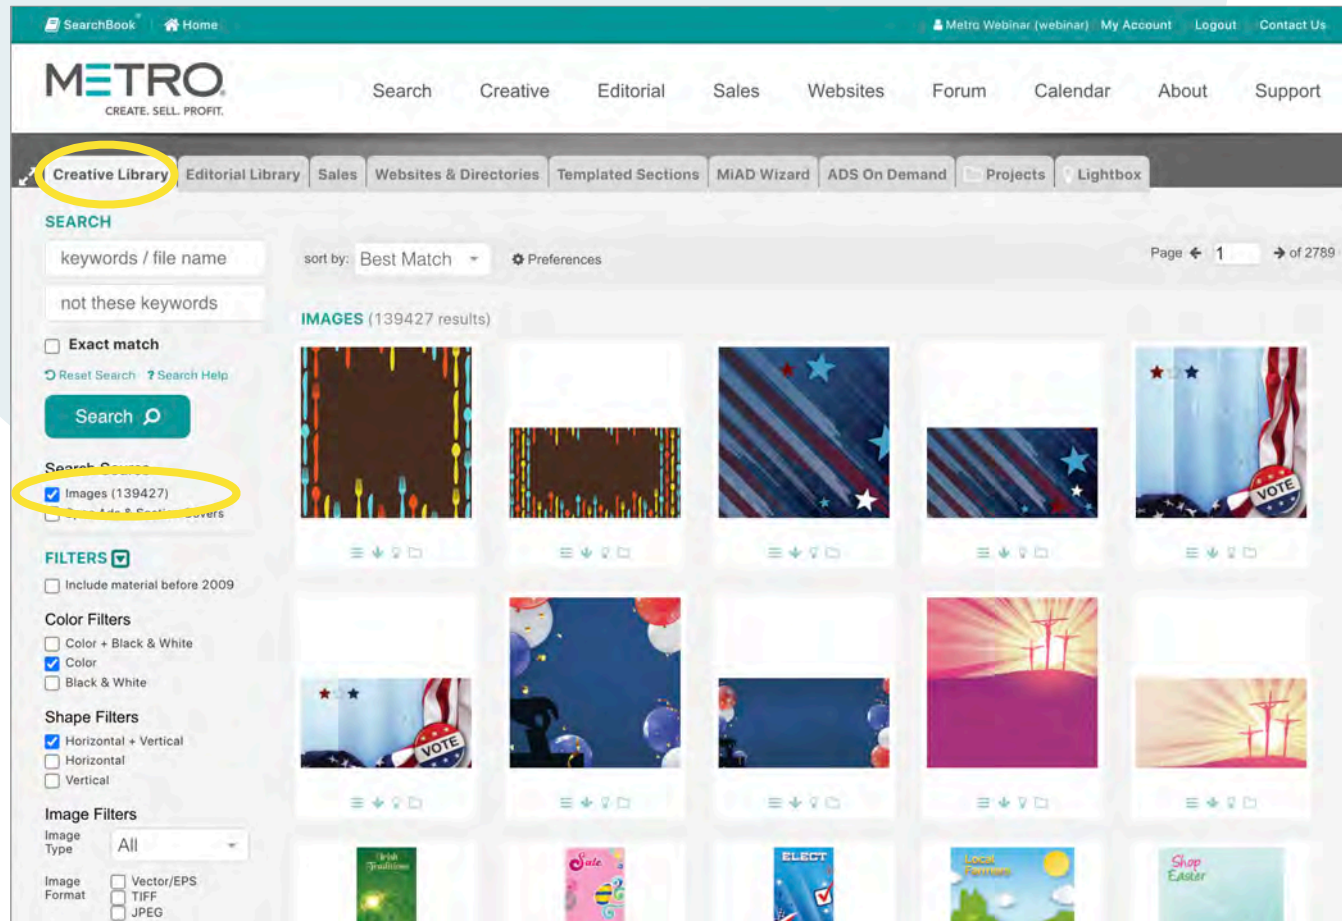 SearchBook Home Metro Webinar (webinar) My Account Logout Contact Us
METRO
CREATE. SELL. PROFIT.
Search Creative Editorial Sales Websites Forum Calendar About Support
Creative Library Editorial Library Sales Websites & Directories Templated Sections MiAD Wizard ADS On Demand Projects Lightbox
SEARCH
keywords / file name
sort by: Best Match Preferences
Page 1 of 2789
not these keywords
IMAGES (139427 results)
Exact match
Reset Search ? Search Help
Search
Search Source
Images (139427)
FILTERS
Include material before 2009
Color Filters
Color + Black & White
Color
Black & White
Shape Filters
Horizontal + Vertical
Horizontal
Vertical
Image Filters
Image
Type
All
Image
Format
Vector/EPS
TIFF
JPEG
VOTE
VOTE
Irish
Traditions
Sale
ELECT
Local
Farmers
Shop
Easter